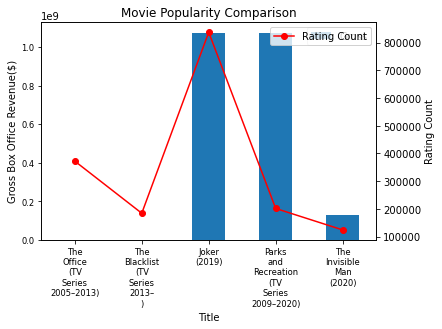 Movie Popularity Comparison
1e9
Rating Count
1.0
0.8
0.6
0.4
0.2
0.0
Gross Box Office Revenue($)
800000
700000
600000
500000
400000
300000
200000
100000
Rating Count
The
Office
(TV
Series
2005–2013)
The
Blacklist
(TV
Series
2013–
)
Joker
(2019)
Parks
and
Recreation
(TV
Series
2009–2020)
The
Invisible
Man
(2020)
Title